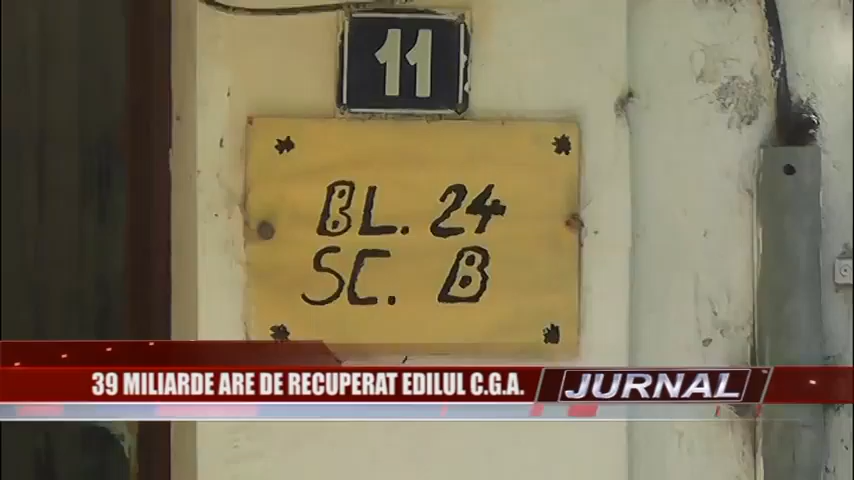 11
BL. 24
SC. B
39 MILIARDE ARE DE RECUPERAT EDILUL C.G.A.
JURNAL